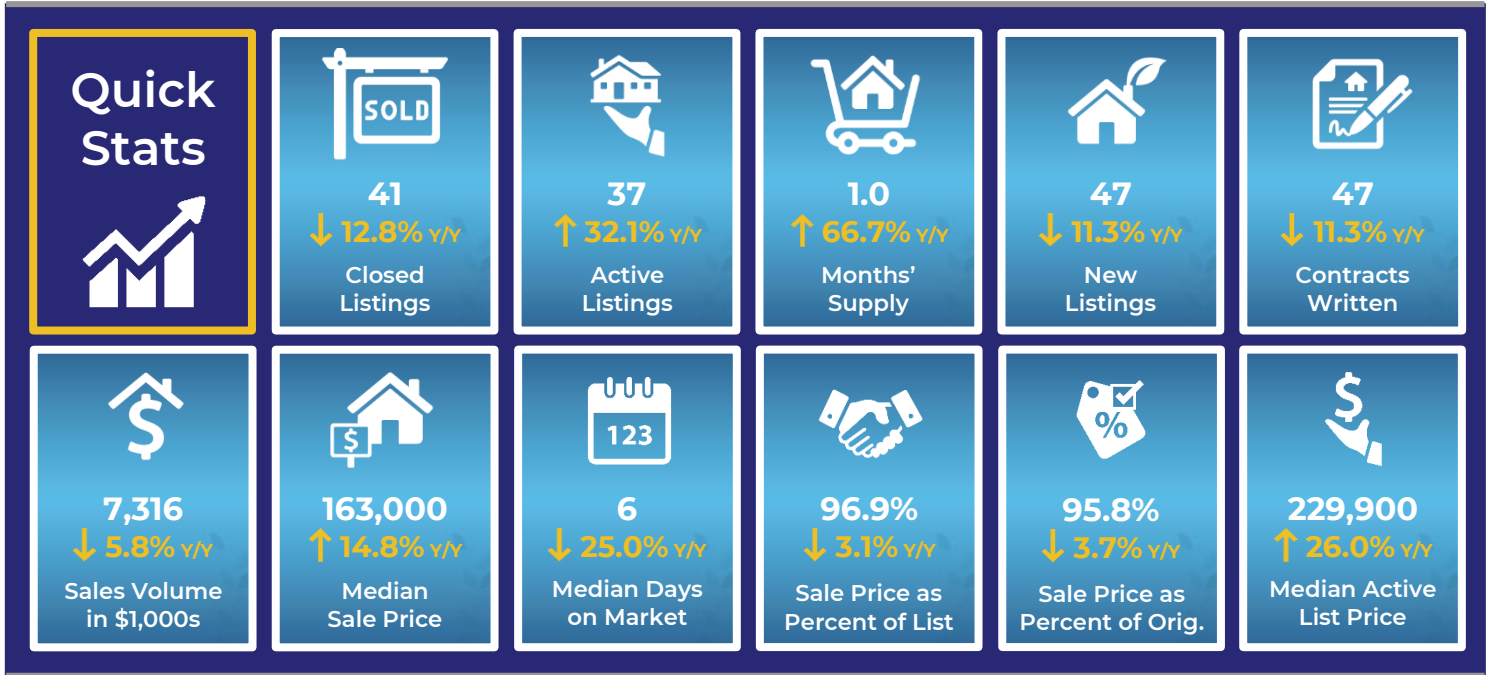 Quick
Stats
SOLD
41
↓ 12.8% Y/Y
Closed
Listings
37
↑ 32.1% Y/Y
Active
Listings
1.0
↑ 66.7% Y/Y
Months’
Supply
47
↓ 11.3% Y/Y
New
Listings
47
↓ 11.3% Y/Y
Contracts
Written
$
7,316
↓ 5.8% Y/Y
Sales Volume
in $1,000s
$
163,000
↑ 14.8% Y/Y
Median
Sale Price
123
6
↓ 25.0% Y/Y
Median Days
on Market
96.9%
↓ 3.1% Y/Y
Sale Price as
Percent of List
%
95.8%
↓ 3.7% Y/Y
Sale Price as
Percent of Orig.
$
229,900
↑ 26.0% Y/Y
Median Active
List Price